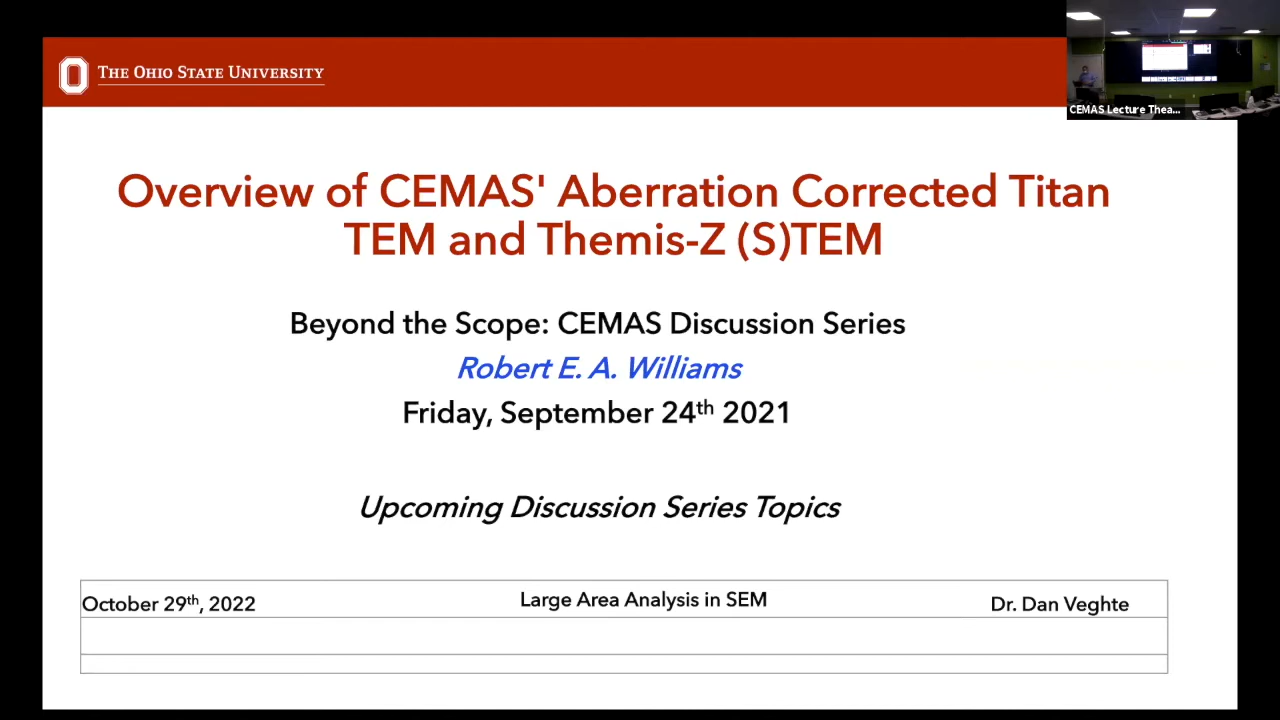 THE OHIO STATE UNIVERSITY
CEMAS Lecture Thea...
Overview of CEMAS' Aberration Corrected Titan
TEM and Themis-Z (S)TEM
Beyond the Scope: CEMAS Discussion Series
Robert E. A. Williams
Friday, September 24th 2021
Upcoming Discussion Series Topics
October 29th, 2022 Large Area Analysis in SEM Dr. Dan Veghte